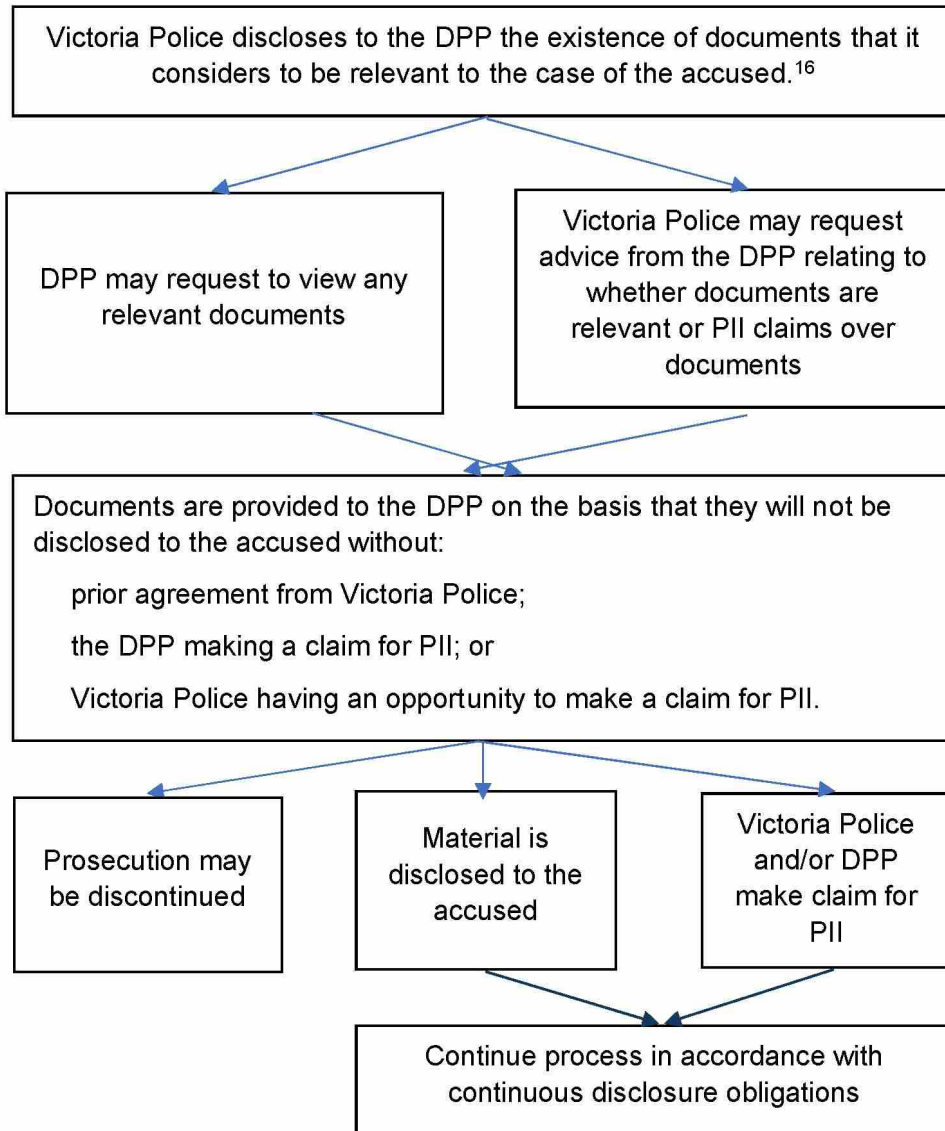 Victoria Police discloses to the DPP the existence of documents that it
considers to be relevant to the case of the accused.16
DPP may request to view any
relevant documents
Victoria Police may request
advice from the DPP relating to
whether documents are
relevant or PII claims over
documents
Documents are provided to the DPP on the basis that they will not be
disclosed to the accused without:
prior agreement from Victoria Police;
the DPP making a claim for PII; or
Victoria Police having an opportunity to make a claim for PII.
Prosecution may
be discontinued
Material is
disclosed to the
accused
Victoria Police
and/or DPP
make claim for
PII
Continue process in accordance with
continuous disclosure obligations